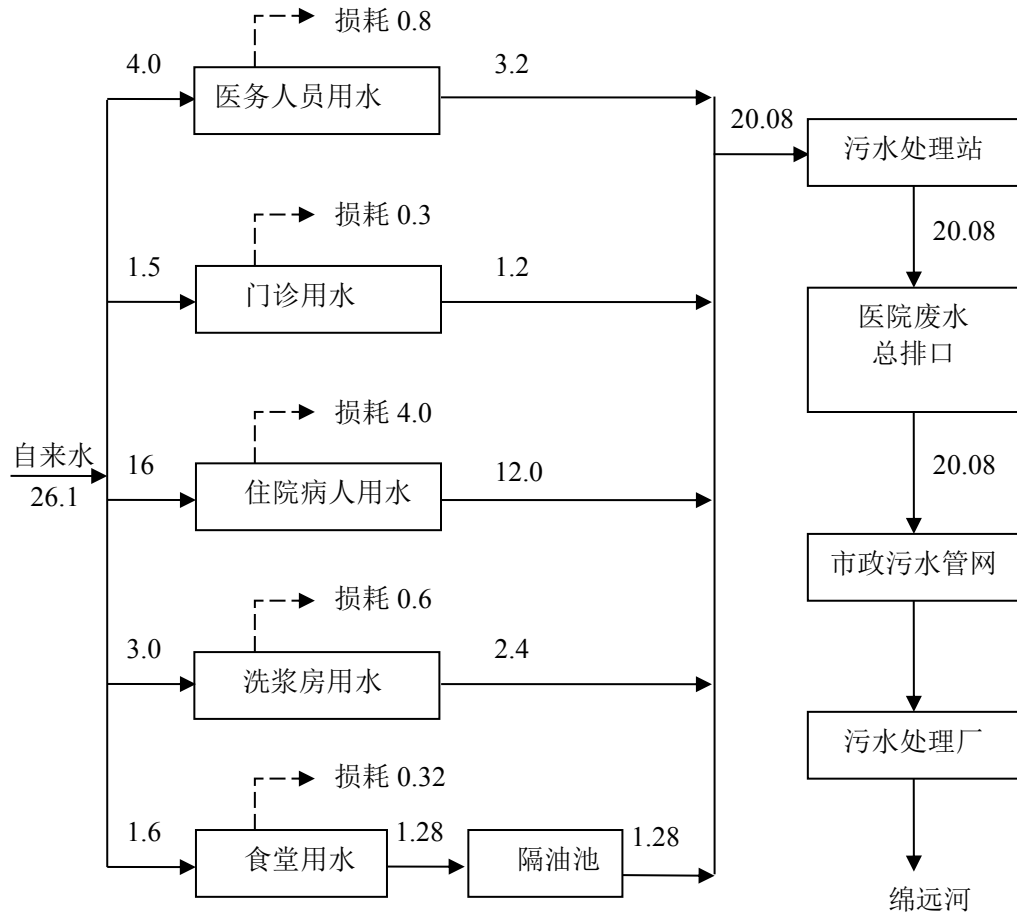 损耗 0.8
4.0
医务人员用水
3.2
20.08
污水处理站
20.08
损耗 0.3
1.5
门诊用水
1.2
医院废水
总排口
损耗 4.0
自来水
26.1
16
住院病人用水
12.0
20.08
市政污水管网
损耗 0.6
3.0
洗浆房用水
2.4
污水处理厂
损耗 0.32
1.6
食堂用水
1.28
隔油池
1.28
绵远河